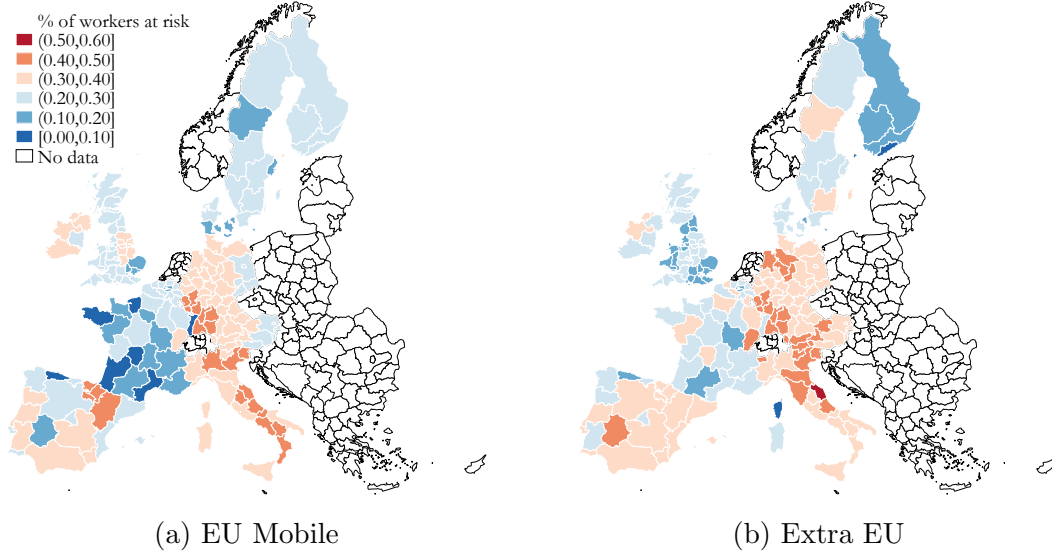 % of workers at risk
(0.50,0.60]
(0.40,0.50]
(0.30,0.40]
(0.20,0.30]
(0.10,0.20]
[0.00,0.10]
No data
(a) EU Mobile
(b) Extra EU